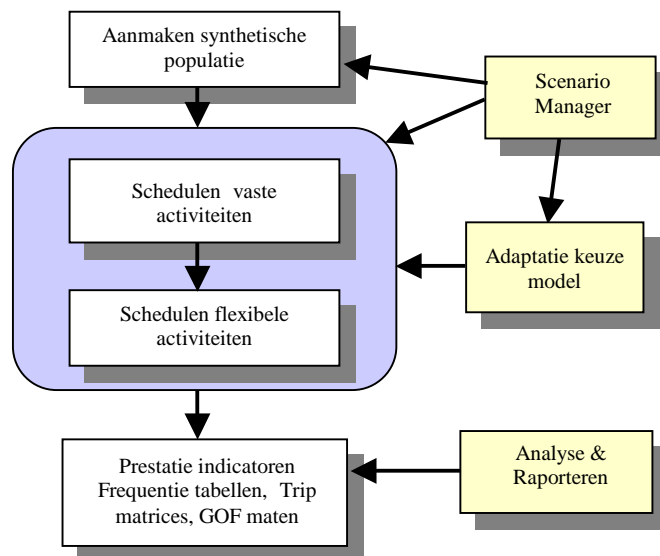 Aanmaken synthetische
populatie
Scenario
Manager
Schedulen vaste
activiteiten
Adaptatie keuze
model
Schedulen flexibele
activiteiten
Prestatie indicatoren
Frequentie tabellen, Trip
matrices, GOF maten
Analyse &
Raporteren